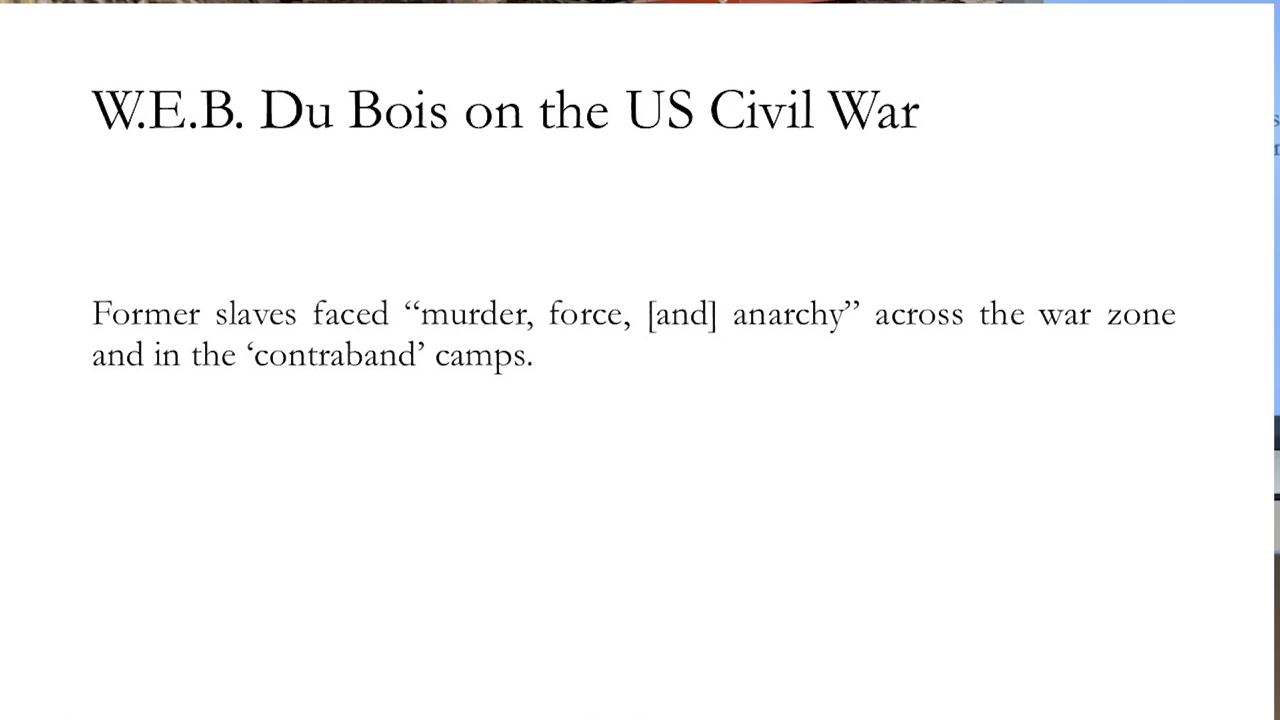 W.E.B. Du Bois on the US Civil War
Former slaves faced “murder, force, [and] anarchy” across the war zone
and in the ‘contraband’ camps.